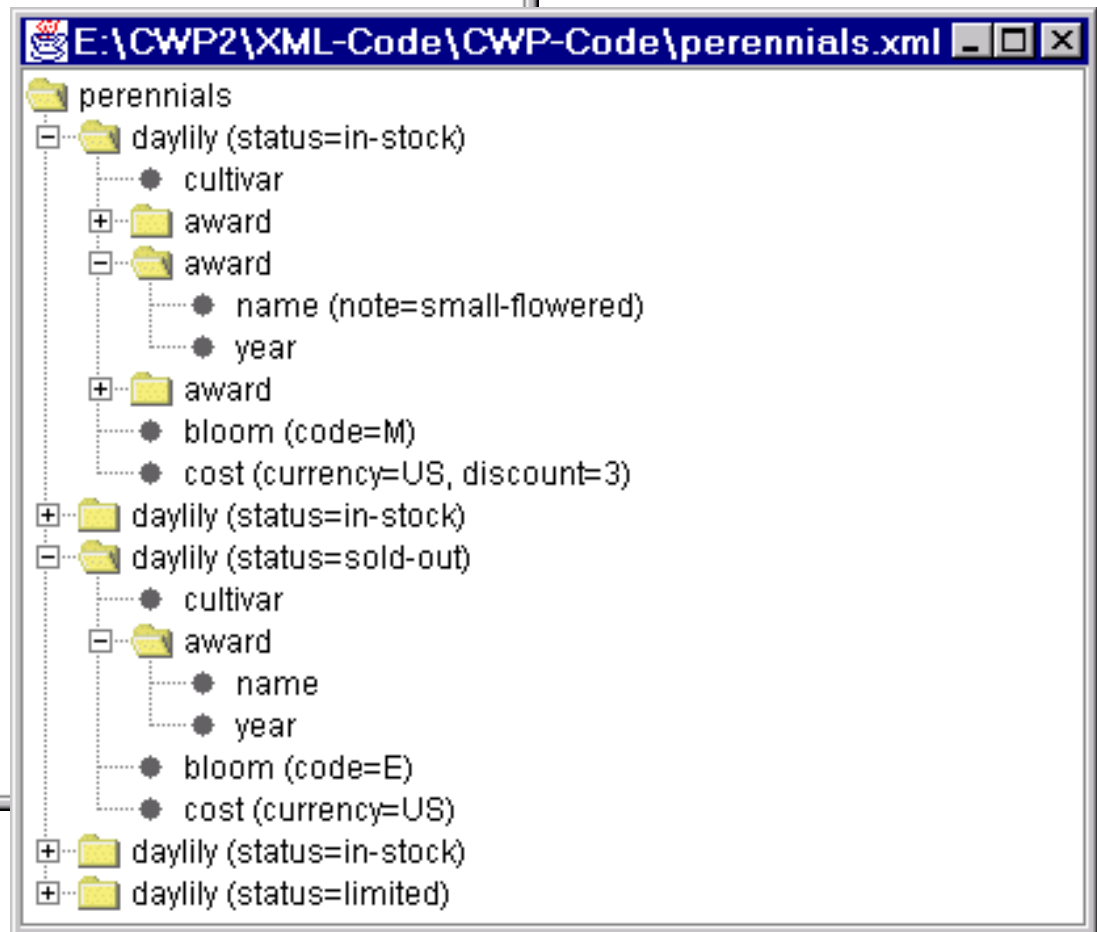 E:\CWP2\XML-Code\CWP-Code\perennials.xml
perennials
daylily (status=in-stock)
cultivar
award
award
name (note=small-flowered)
year
award
bloom (code=M)
cost (currency=US, discount=3)
daylily (status=in-stock)
daylily (status=sold-out)
cultivar
award
name
year
bloom (code=E)
cost (currency=US)
daylily (status=in-stock)
daylily (status=limited)